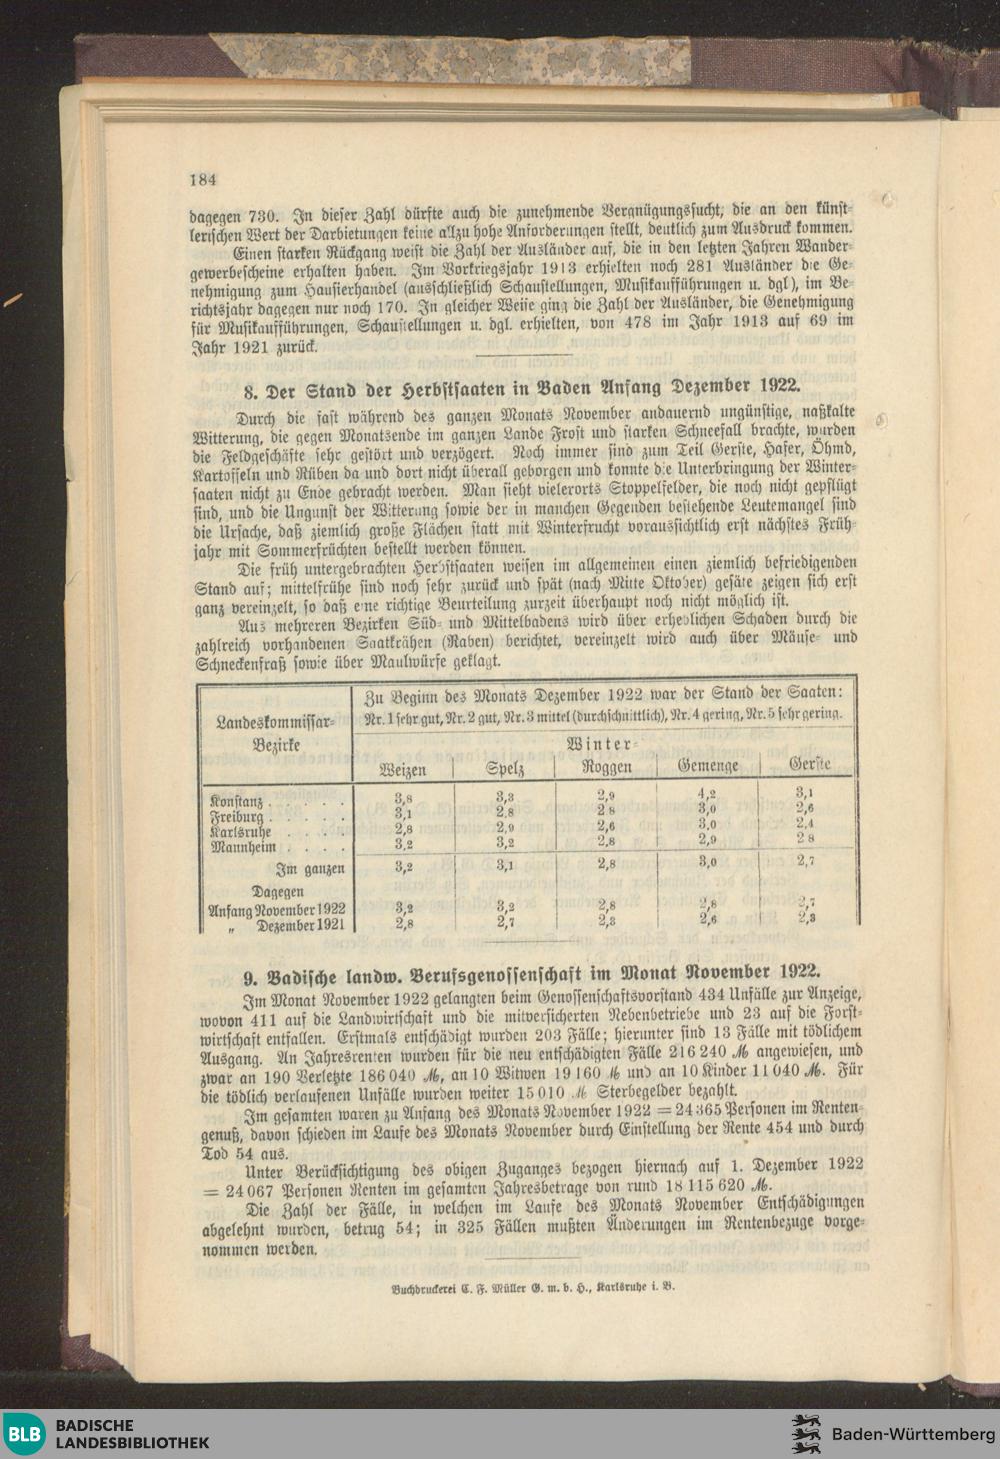 184
dagegen 730. In dieser Zahl dürfte auch die zunehmende Vergnügungssucht, die an den künst-
lerischen Wert der Darbietungen keine allzu hohe Anforderungen stellt, deutlich zum Ausdruck kommen.
Einen starken Rückgang weist die Zahl der Ausländer auf, die in den letzten Jahren Wander-
gewerbescheine erhalten haben. Im Vorkriegsjahr 1913 erhielten noch 281 Ausländer die Ge-
nehmigung zum Hausierhandel (ausschließlich Schaustellungen, Musikaufführungen u. dgl), im Be-
richtsjahr dagegen nur noch 170. In gleicher Weise ging die Zahl der Ausländer, die Genehmigung
für Musikaufführungen, Schaustellungen u. dgl. erhielten, von 478 im Jahr 1913 auf 69 im
Jahr 1921 zurück.
8. Der Stand der Herbstsaaten in Baden Anfang Dezember 1922.
Durch die fast während des ganzen Monats November andauernd ungünstige, naßkalte
Witterung, die gegen Monatsende im ganzen Lande Frost und starken Schneefall brachte, wurden
die Feldgeschäfte sehr gestört und verzögert. Noch immer sind zum Teil Gerste, Hafer, Öhmd,
Kartoffeln und Rüben da und dort nicht überall geborgen und konnte die Unterbringung der Winter-
saaten nicht zu Ende gebracht werden. Man sieht vielerorts Stoppelfelder, die noch nicht gepflügt
sind, und die Ungunst der Witterung sowie der in manchen Gegenden bestehende Leutemangel sind
die Ursache, daß ziemlich große Flächen statt mit Winterfrucht voraussichtlich erst nächstes Früh-
jahr mit Sommerfrüchten bestellt werden können.
Die früh untergebrachten Herbstsaaten weisen im allgemeinen einen ziemlich befriedigenden
Stand auf; mittelfrühe sind noch sehr zurück und spät (nach Mitte Oktober) gesäte zeigen sich erst
ganz vereinzelt, so daß eine richtige Beurteilung zurzeit überhaupt noch nicht möglich ist.
Aus mehreren Bezirken Süd- und Mittelbadens wird über erheblichen Schaden durch die
zahlreich vorhandenen Saatkrähen (Raben) berichtet, vereinzelt wird auch über Mäuse- und
Schneckenfraß sowie über Maulwürfe geklagt.
Landeskommissar-
Bezirke
Zu Beginn des Monats Dezember 1922 war der Stand der Saaten:
Nr. 1 sehr gut, Nr. 2 gut, Nr. 3 mittel (durchschnittlich), Nr. 4 gering, Nr. 5 sehr gering.
Winter-
Weizen Spelz Roggen Gemenge Gerste
Konstanz . . . . . 3,8 3,3 2,9 4,2 3,1
Freiburg . . . . . 3,1 2,8 2 8 3,0 2,6
Karlsruhe . . . . 2,8 2,9 2,6 3,0 2,4
Mannheim . . . . 3,2 3,2 2,8 2,9 2 8
Im ganzen 3,2 3,1 2,8 3,0 2,7
Dagegen
Anfang November 1922 3,2 3,2 2,8 2,8 2,7
„ Dezember 1921 2,8 2,7 2,3 2,6 2,3
9. Badische landw. Berufsgenossenschaft im Monat November 1922.
Im Monat November 1922 gelangten beim Genossenschaftsvorstand 434 Unfälle zur Anzeige,
wovon 411 auf die Landwirtschaft und die mitversicherten Nebenbetriebe und 23 auf die Forst-
wirtschaft entfallen. Erstmals entschädigt wurden 203 Fälle; hierunter sind 13 Fälle mit tödlichem
Ausgang. An Jahresrenten wurden für die neu entschädigten Fälle 216 240 ℳ angewiesen, und
zwar an 190 Verletzte 186 040 ℳ, an 10 Witwen 19 160 ℳ und an 10 Kinder 11 040 ℳ. Für
die tödlich verlaufenen Unfälle wurden weiter 15 010 ℳ Sterbegelder bezahlt.
Im gesamten waren zu Anfang des Monats November 1922 = 24 365 Personen im Renten-
genuß, davon schieden im Laufe des Monats November durch Einstellung der Rente 454 und durch
Tod 54 aus.
Unter Berücksichtigung des obigen Zuganges bezogen hiernach auf 1. Dezember 1922
= 24 067 Personen Renten im gesamten Jahresbetrage von rund 18 115 620 ℳ.
Die Zahl der Fälle, in welchen im Laufe des Monats November Entschädigungen
abgelehnt wurden, betrug 54; in 325 Fällen mußten Änderungen im Rentenbezuge vorge-
nommen werden.
Buchdruckerei C. F. Müller G. m. b. H., Karlsruhe i. B.
BLB BADISCHE
LANDESBIBLIOTHEK
Baden-Württemberg